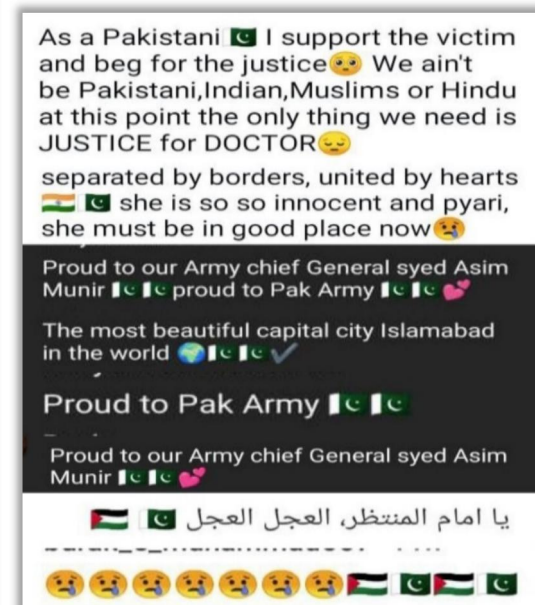 As a Pakistani 🇵🇰 I support the victim
and beg for the justice🥺 We ain't
be Pakistani,Indian,Muslims or Hindu
at this point the only thing we need is
JUSTICE for DOCTOR😔
separated by borders, united by hearts
🇮🇳 🇵🇰 she is so so innocent and pyari,
she must be in good place now😢
Proud to our Army chief General syed Asim
Munir 🇵🇰🇵🇰 proud to Pak Army 🇵🇰🇵🇰 💕
The most beautiful capital city Islamabad
in the world 🌍🇵🇰🇵🇰✔️
Proud to Pak Army 🇵🇰🇵🇰
Proud to our Army chief General syed Asim
Munir 🇵🇰🇵🇰💕
يا امام المنتظر، العجل العجل 🇵🇰 🇵🇸
😢😢😢😢😢😢😢🇵🇸🇵🇰🇵🇸🇵🇰